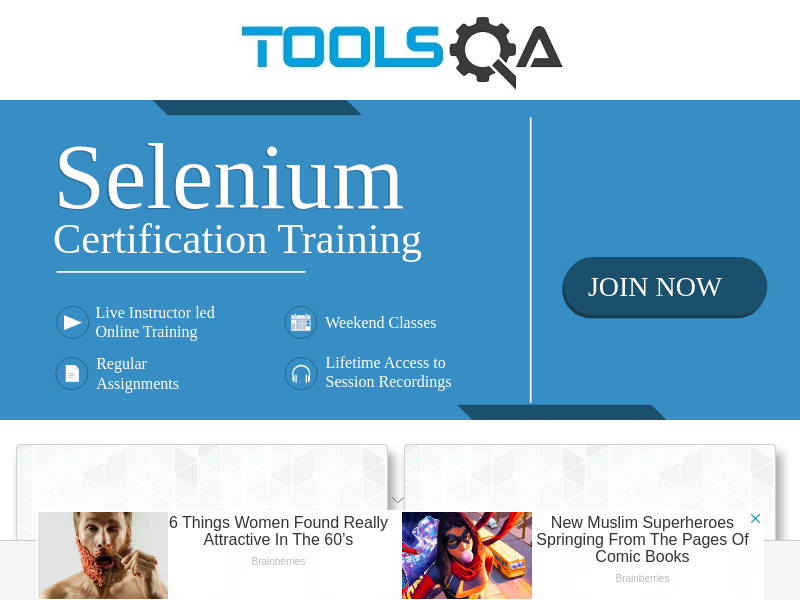 TOOLSQA
Selenium
Certification Training
Live Instructor led
Online Training
Weekend Classes
Regular
Assignments
Lifetime Access to
Session Recordings
JOIN NOW
6 Things Women Found Really
Attractive In The 60’s
Brainberries
New Muslim Superheroes
Springing From The Pages Of
Comic Books
Brainberries